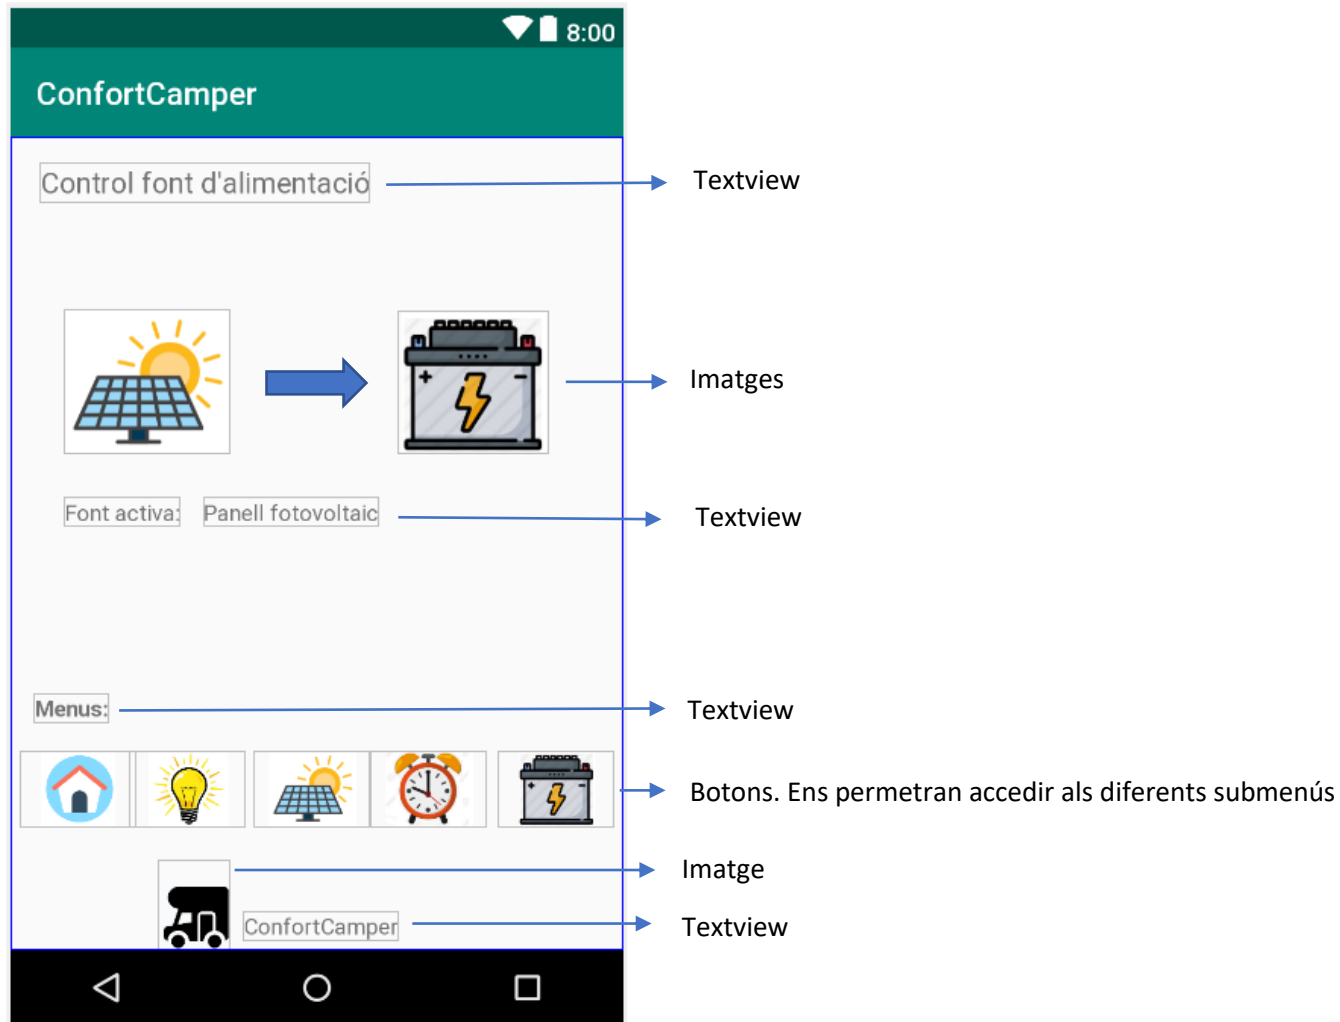 8:00
ConfortCamper
Control font d'alimentació
Textview
Imatges
Font activa: Panell fotovoltaic
Textview
Menus:
Textview
Botons. Ens permetran accedir als diferents submenús
Imatge
ConfortCamper
Textview